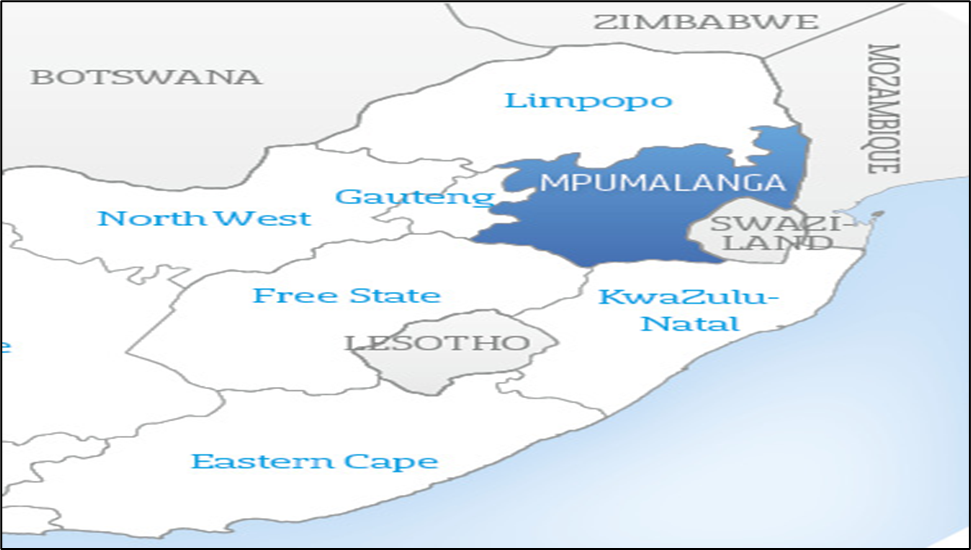 ZIMBABWE
BOTSWANA
MOZAMBIQUE
Limpopo
MPUMALANGA
Gauteng
North West
SWAZI-
LAND
Free State
KwaZulu-
Natal
LESOTHO
e
Eastern Cape